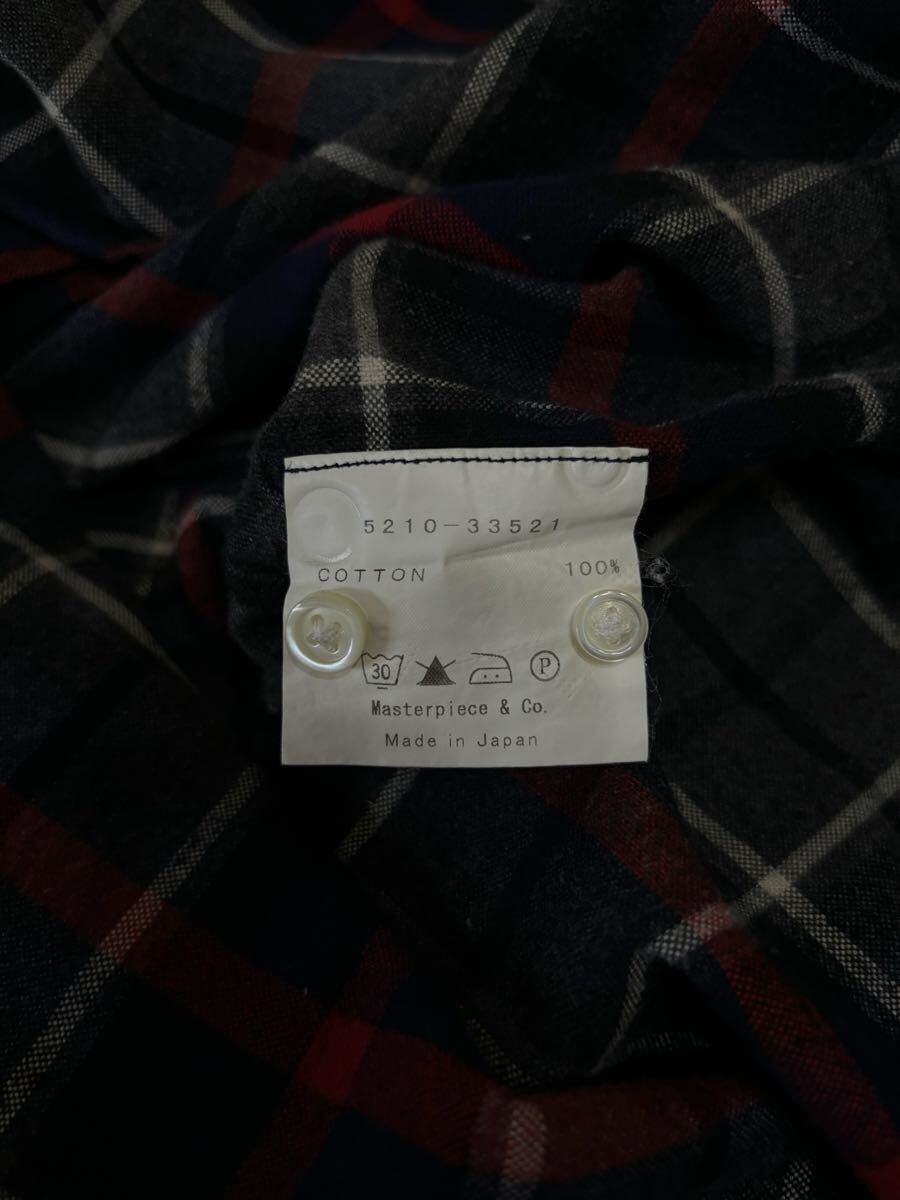 5210-33521
COTTON 100%
30 P
Masterpiece & Co.
Made in Japan